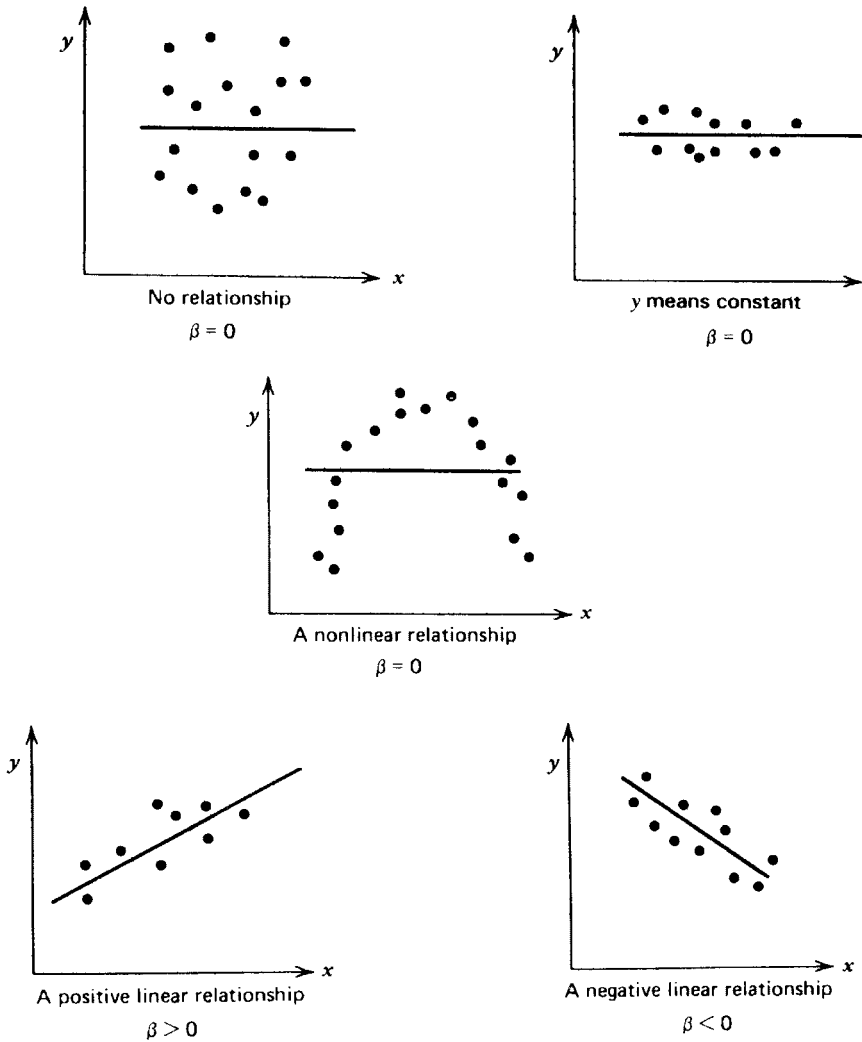 y
x
No relationship
β = 0
y
y means constant
β = 0
y
x
A nonlinear relationship
β = 0
y
x
A positive linear relationship
β > 0
y
x
A negative linear relationship
β < 0